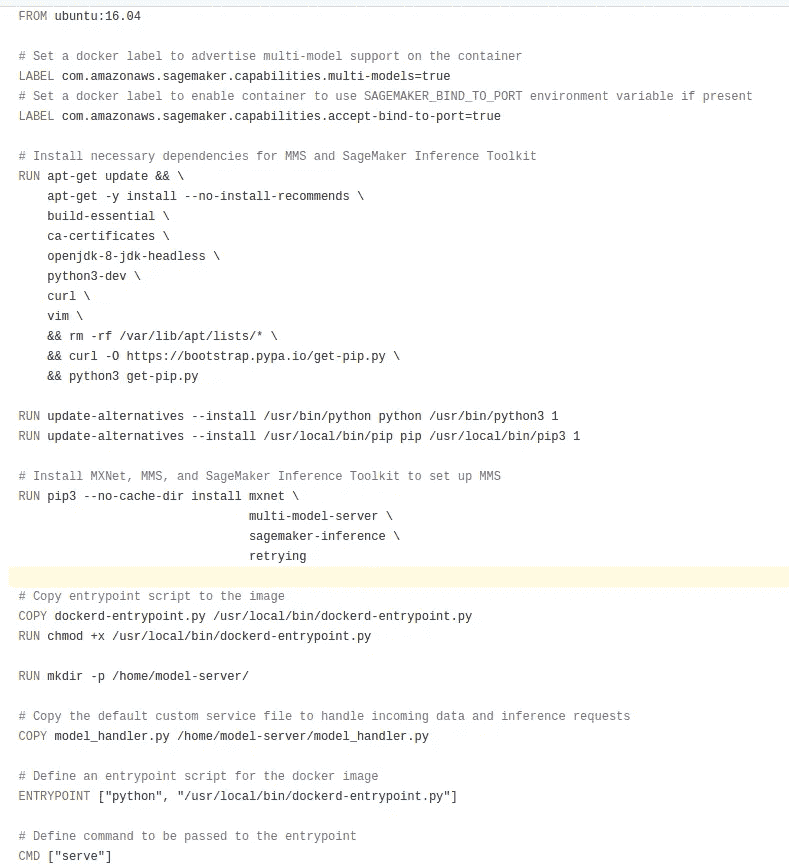 FROM ubuntu:16.04
# Set a docker label to advertise multi-model support on the container
LABEL com.amazonaws.sagemaker.capabilities.multi-models=true
# Set a docker label to enable container to use SAGEMAKER_BIND_TO_PORT environment variable if present
LABEL com.amazonaws.sagemaker.capabilities.accept-bind-to-port=true
# Install necessary dependencies for MMS and SageMaker Inference Toolkit
RUN apt-get update && \
    apt-get -y install --no-install-recommends \
    build-essential \
    ca-certificates \
    openjdk-8-jdk-headless \
    python3-dev \
    curl \
    vim \
    && rm -rf /var/lib/apt/lists/* \
    && curl -O https://bootstrap.pypa.io/get-pip.py \
    && python3 get-pip.py
RUN update-alternatives --install /usr/bin/python python /usr/bin/python3 1
RUN update-alternatives --install /usr/local/bin/pip pip /usr/local/bin/pip3 1
# Install MXNet, MMS, and SageMaker Inference Toolkit to set up MMS
RUN pip3 --no-cache-dir install mxnet \
                                multi-model-server \
                                sagemaker-inference \
                                retrying
# Copy entrypoint script to the image
COPY dockerd-entrypoint.py /usr/local/bin/dockerd-entrypoint.py
RUN chmod +x /usr/local/bin/dockerd-entrypoint.py
RUN mkdir -p /home/model-server/
# Copy the default custom service file to handle incoming data and inference requests
COPY model_handler.py /home/model-server/model_handler.py
# Define an entrypoint script for the docker image
ENTRYPOINT ["python", "/usr/local/bin/dockerd-entrypoint.py"]
# Define command to be passed to the entrypoint
CMD ["serve"]